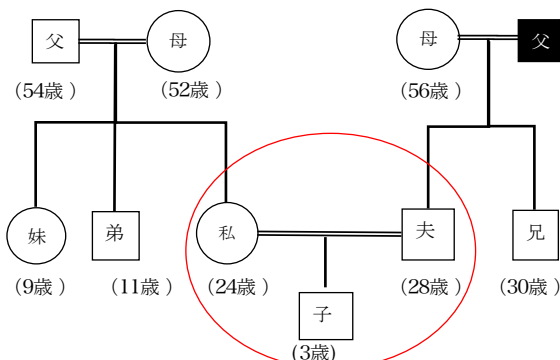 父
母
母
父
(54歳 )
(52歳 )
(56歳 )
妹
弟
私
夫
兄
(9歳 )
(11歳 )
(24歳 )
(28歳 )
(30歳 )
子
(3歳)